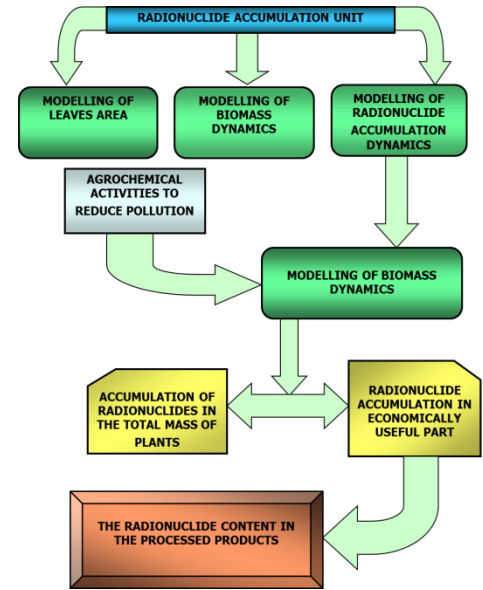 RADIONUCLIDE ACCUMULATION UNIT
MODELLING OF
LEAVES AREA
MODELLING OF
BIOMASS
DYNAMICS
MODELLING OF
RADIONUCLIDE
ACCUMULATION
DYNAMICS
AGROCHEMICAL
ACTIVITIES TO
REDUCE POLLUTION
MODELLING OF BIOMASS
DYNAMICS
ACCUMULATION OF
RADIONUCLIDES IN
THE TOTAL MASS OF
PLANTS
RADIONUCLIDE
ACCUMULATION IN
ECONOMICALLY
USEFUL PART
THE RADIONUCLIDE CONTENT IN
THE PROCESSED PRODUCTS